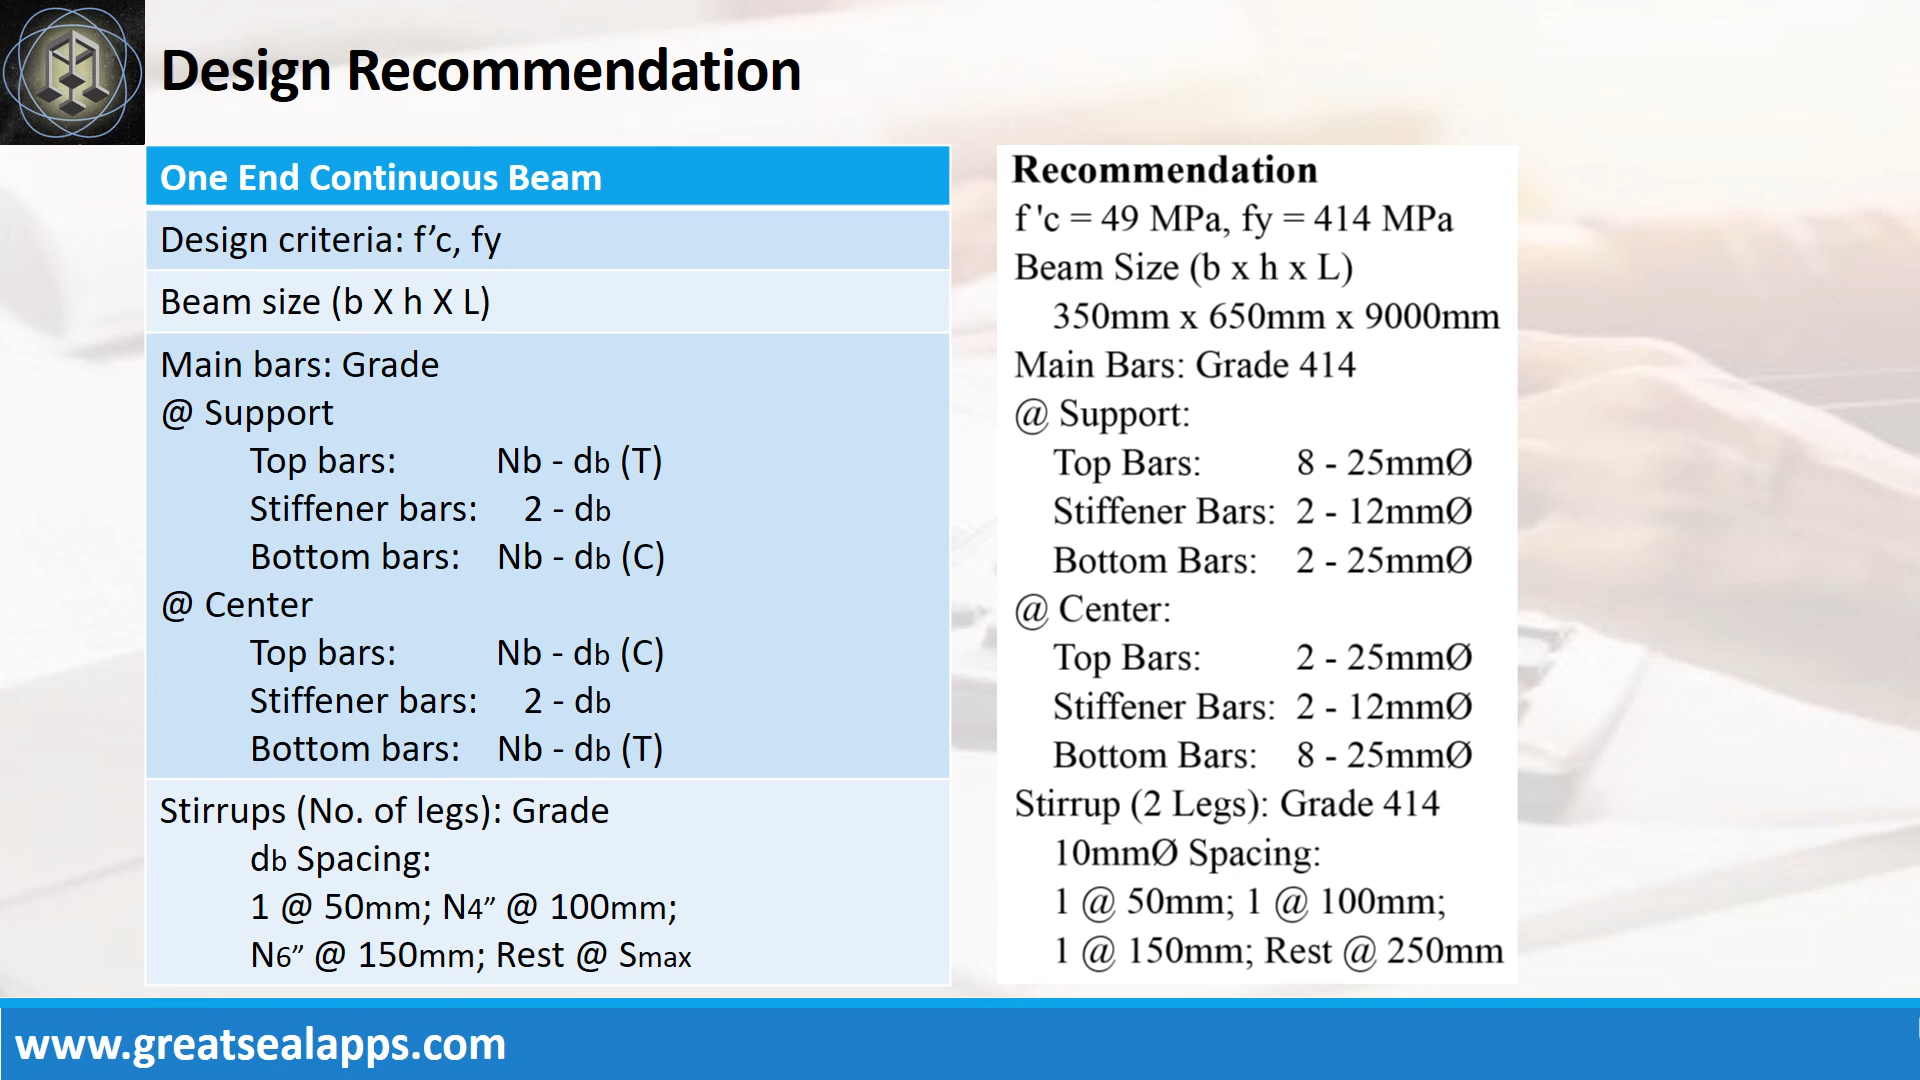 Design Recommendation
One End Continuous Beam
Design criteria: f’c, fy
Beam size (b X h X L)
Main bars: Grade
@ Support
Top bars: Nb - db (T)
Stiffener bars: 2 - db
Bottom bars: Nb - db (C)
@ Center
Top bars: Nb - db (C)
Stiffener bars: 2 - db
Bottom bars: Nb - db (T)
Stirrups (No. of legs): Grade
db Spacing:
1 @ 50mm; N4” @ 100mm;
N6” @ 150mm; Rest @ Smax
Recommendation
f 'c = 49 MPa, fy = 414 MPa
Beam Size (b x h x L)
350mm x 650mm x 9000mm
Main Bars: Grade 414
@ Support:
Top Bars: 8 - 25mmØ
Stiffener Bars: 2 - 12mmØ
Bottom Bars: 2 - 25mmØ
@ Center:
Top Bars: 2 - 25mmØ
Stiffener Bars: 2 - 12mmØ
Bottom Bars: 8 - 25mmØ
Stirrup (2 Legs): Grade 414
10mmØ Spacing:
1 @ 50mm; 1 @ 100mm;
1 @ 150mm; Rest @ 250mm
www.greatsealapps.com